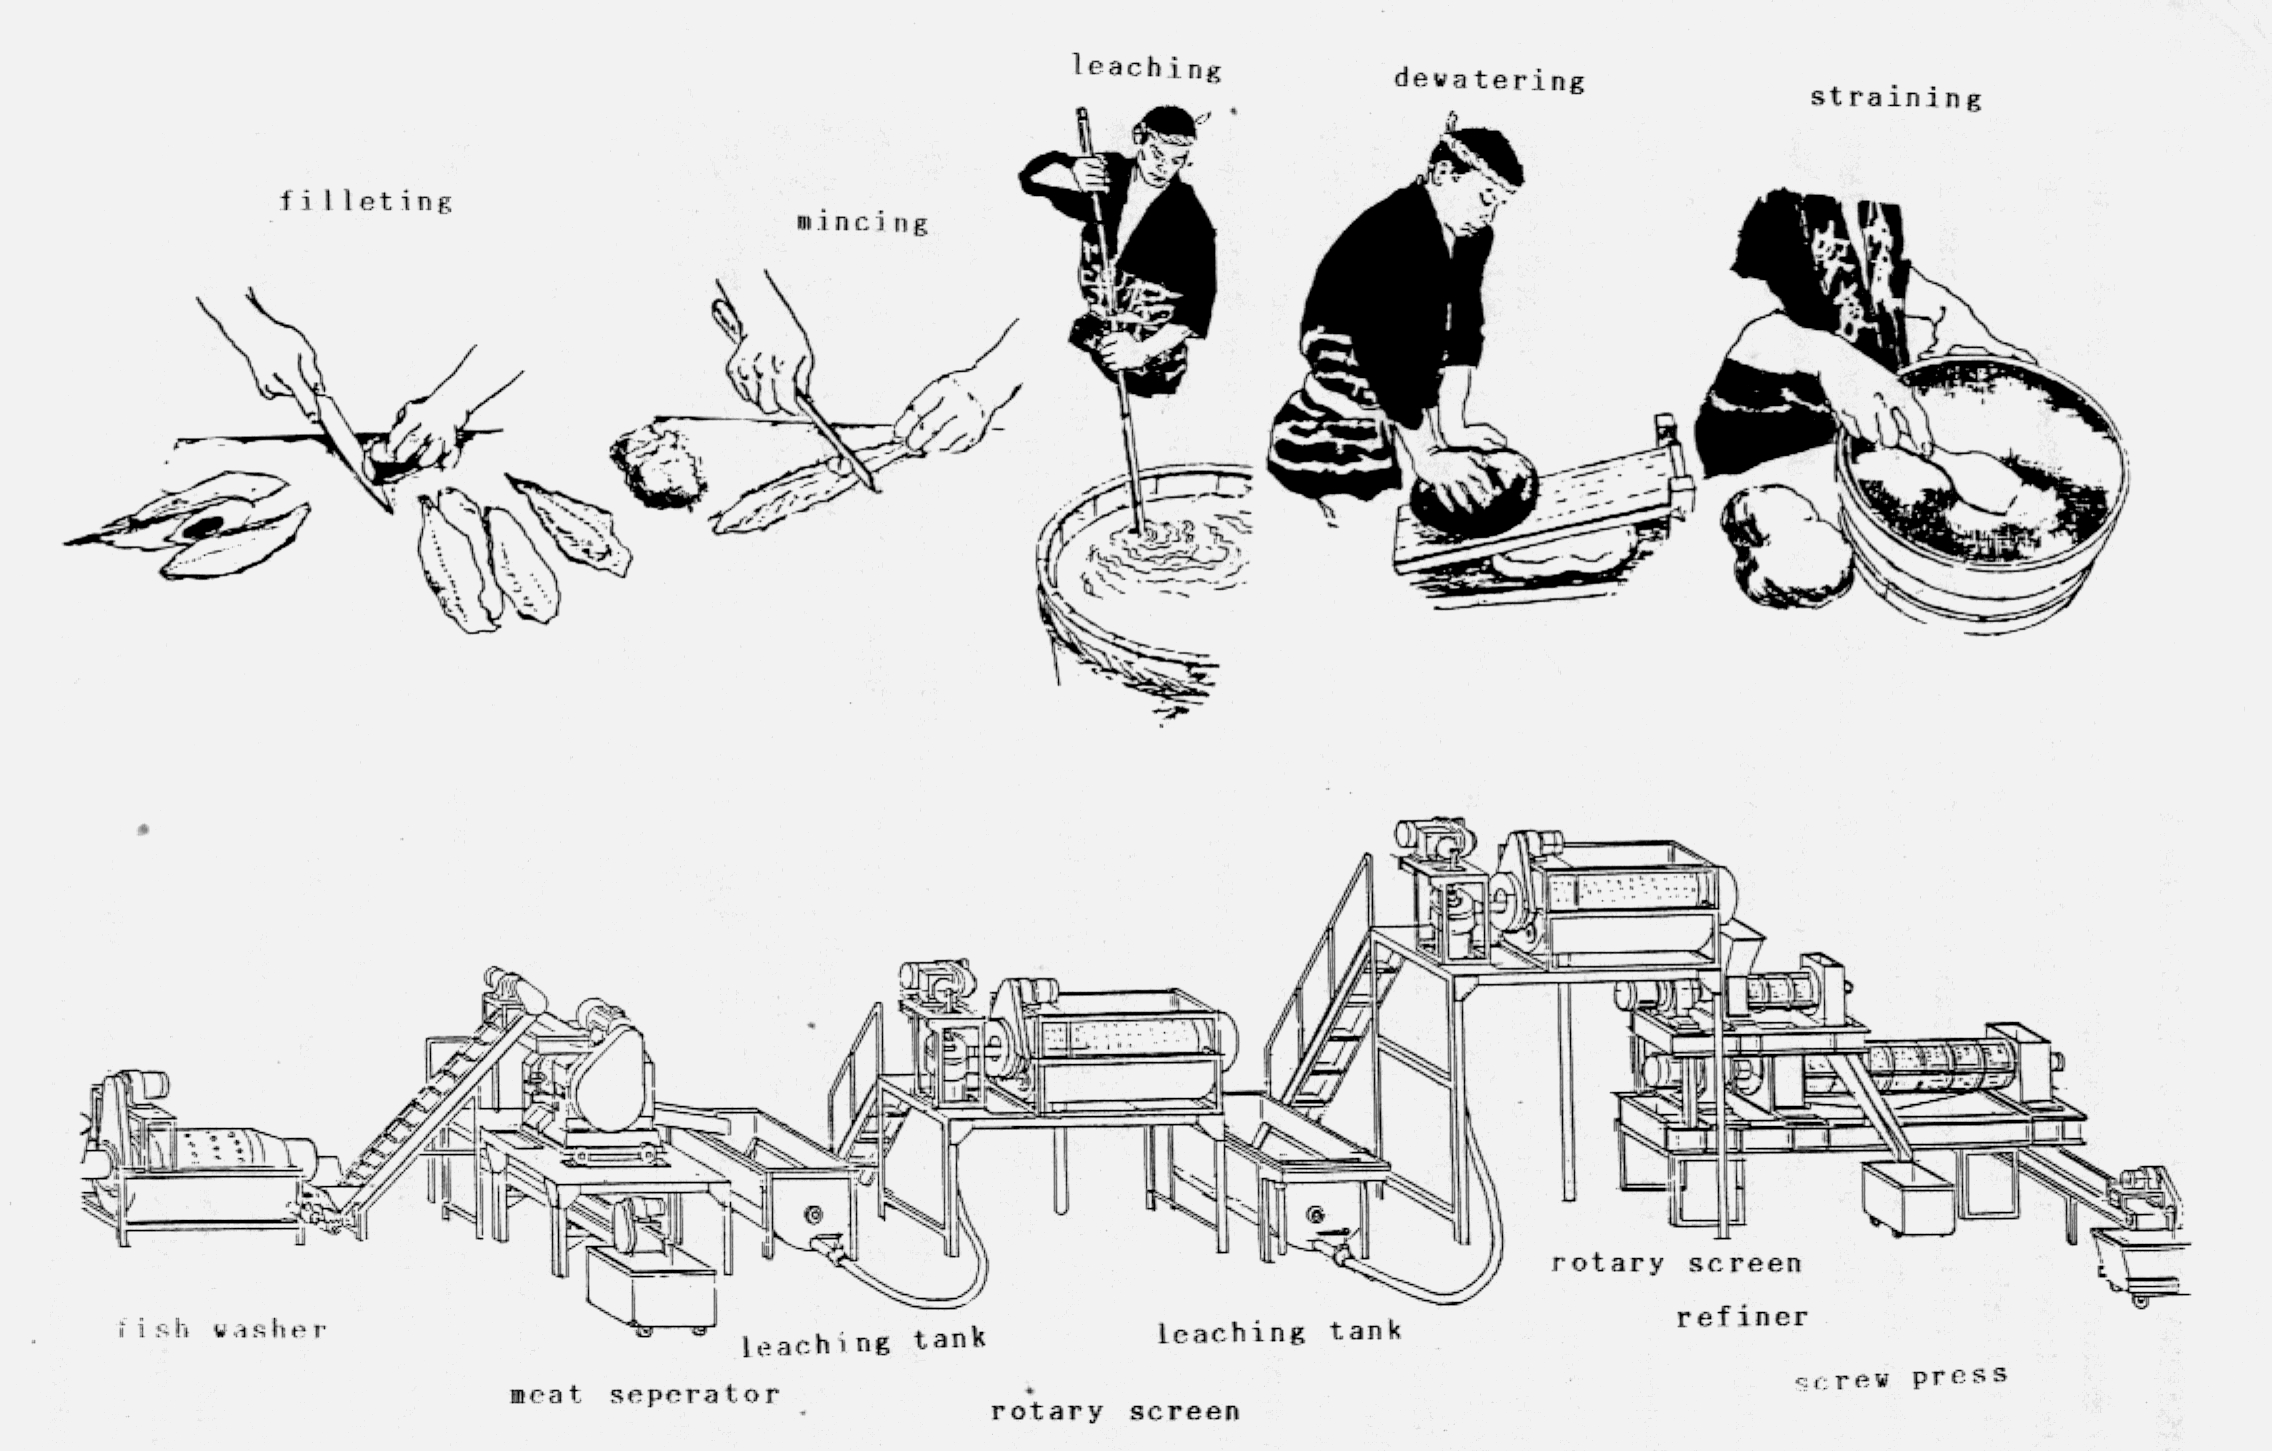 leaching
dewatering
straining
filleting
mincing
rotary screen
refiner
fish washer
leaching tank
leaching tank
screw press
meat seperator
rotary screen